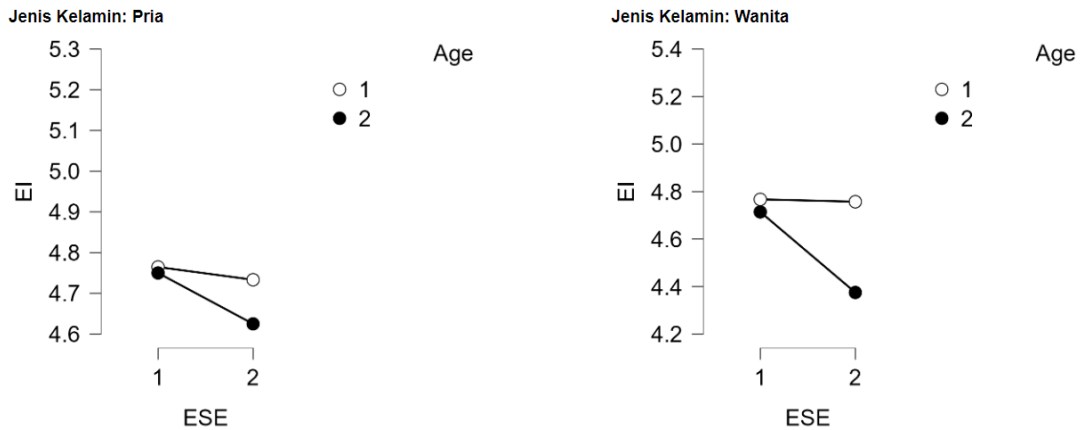 Jenis Kelamin: Pria
5.3
5.2
5.1
5.0
4.9
4.8
4.7
4.6
EI
1
2
ESE
Age
1
2
Jenis Kelamin: Wanita
5.4
5.2
5.0
4.8
4.6
4.4
4.2
EI
1
2
ESE
Age
1
2